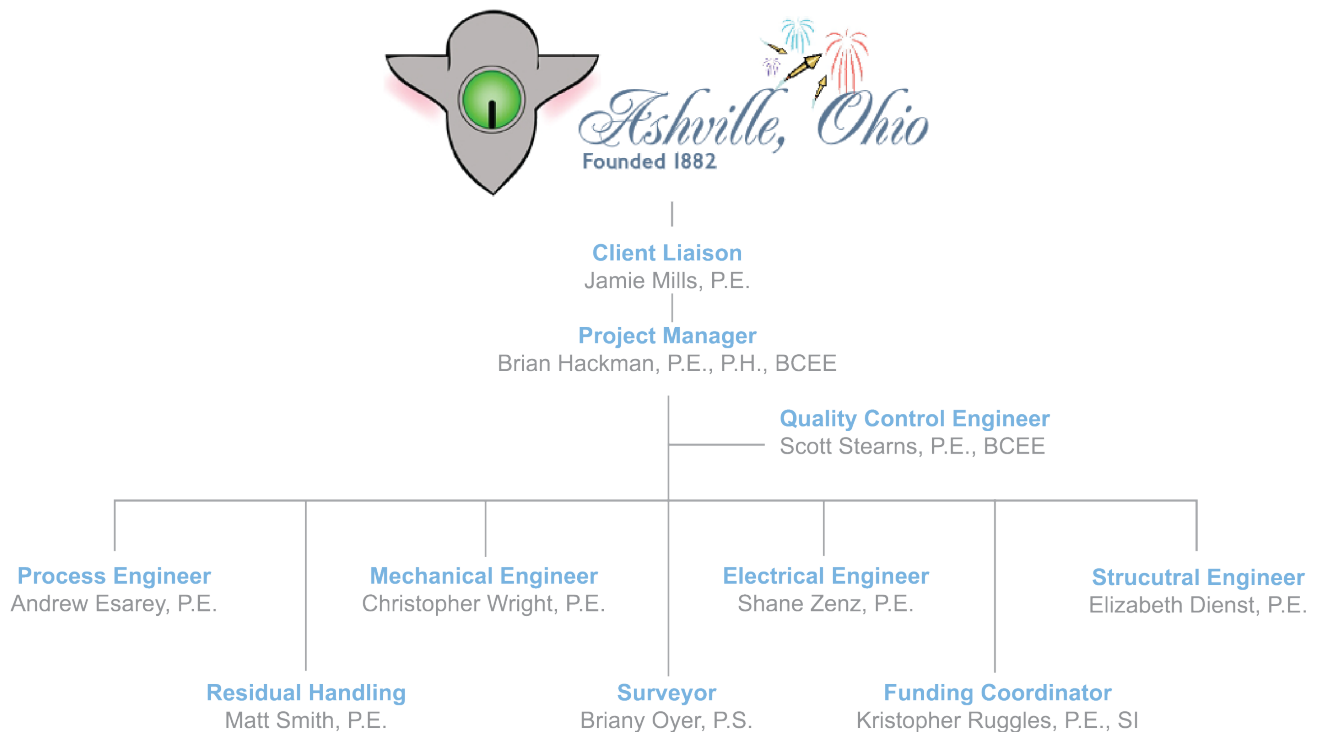 Ashville, Ohio
Founded 1882
Client Liaison
Jamie Mills, P.E.
Project Manager
Brian Hackman, P.E., P.H., BCEE
Quality Control Engineer
Scott Stearns, P.E., BCEE
Process Engineer
Andrew Esarey, P.E.
Mechanical Engineer
Christopher Wright, P.E.
Electrical Engineer
Shane Zenz, P.E.
Strucutral Engineer
Elizabeth Dienst, P.E.
Residual Handling
Matt Smith, P.E.
Surveyor
Briany Oyer, P.S.
Funding Coordinator
Kristopher Ruggles, P.E., SI